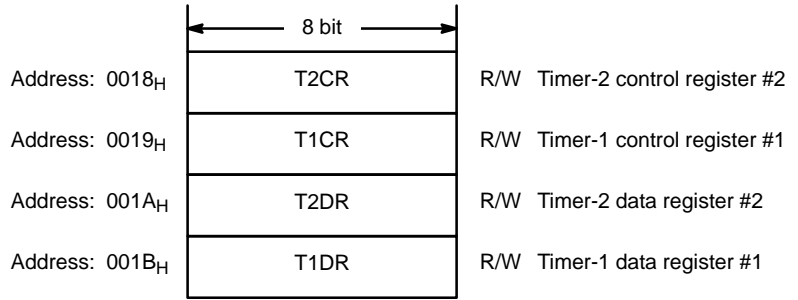 8 bit
Address: 0018H T2CR R/W Timer-2 control register #2
Address: 0019H T1CR R/W Timer-1 control register #1
Address: 001AH T2DR R/W Timer-2 data register #2
Address: 001BH T1DR R/W Timer-1 data register #1